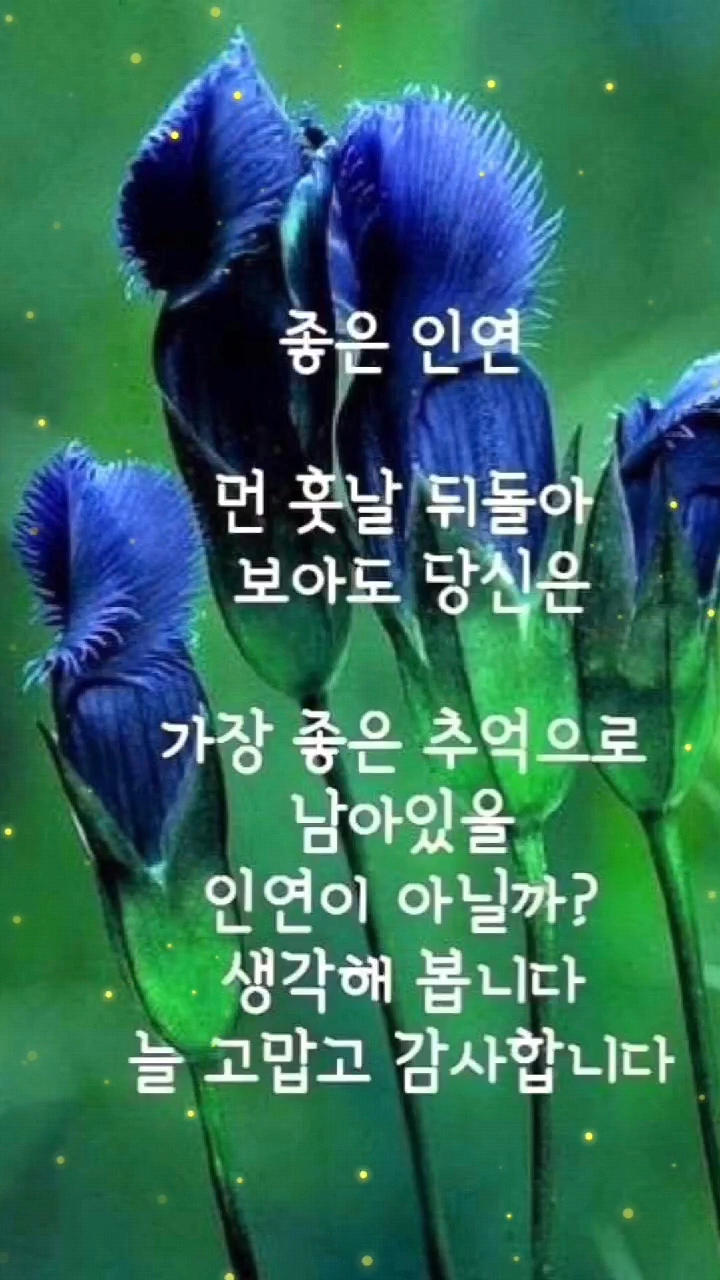 좋은 인연
먼 훗날 뒤돌아
보아도 당신은
가장 좋은 추억으로
남아있을
인연이 아닐까?
생각해 봅니다
늘 고맙고 감사합니다